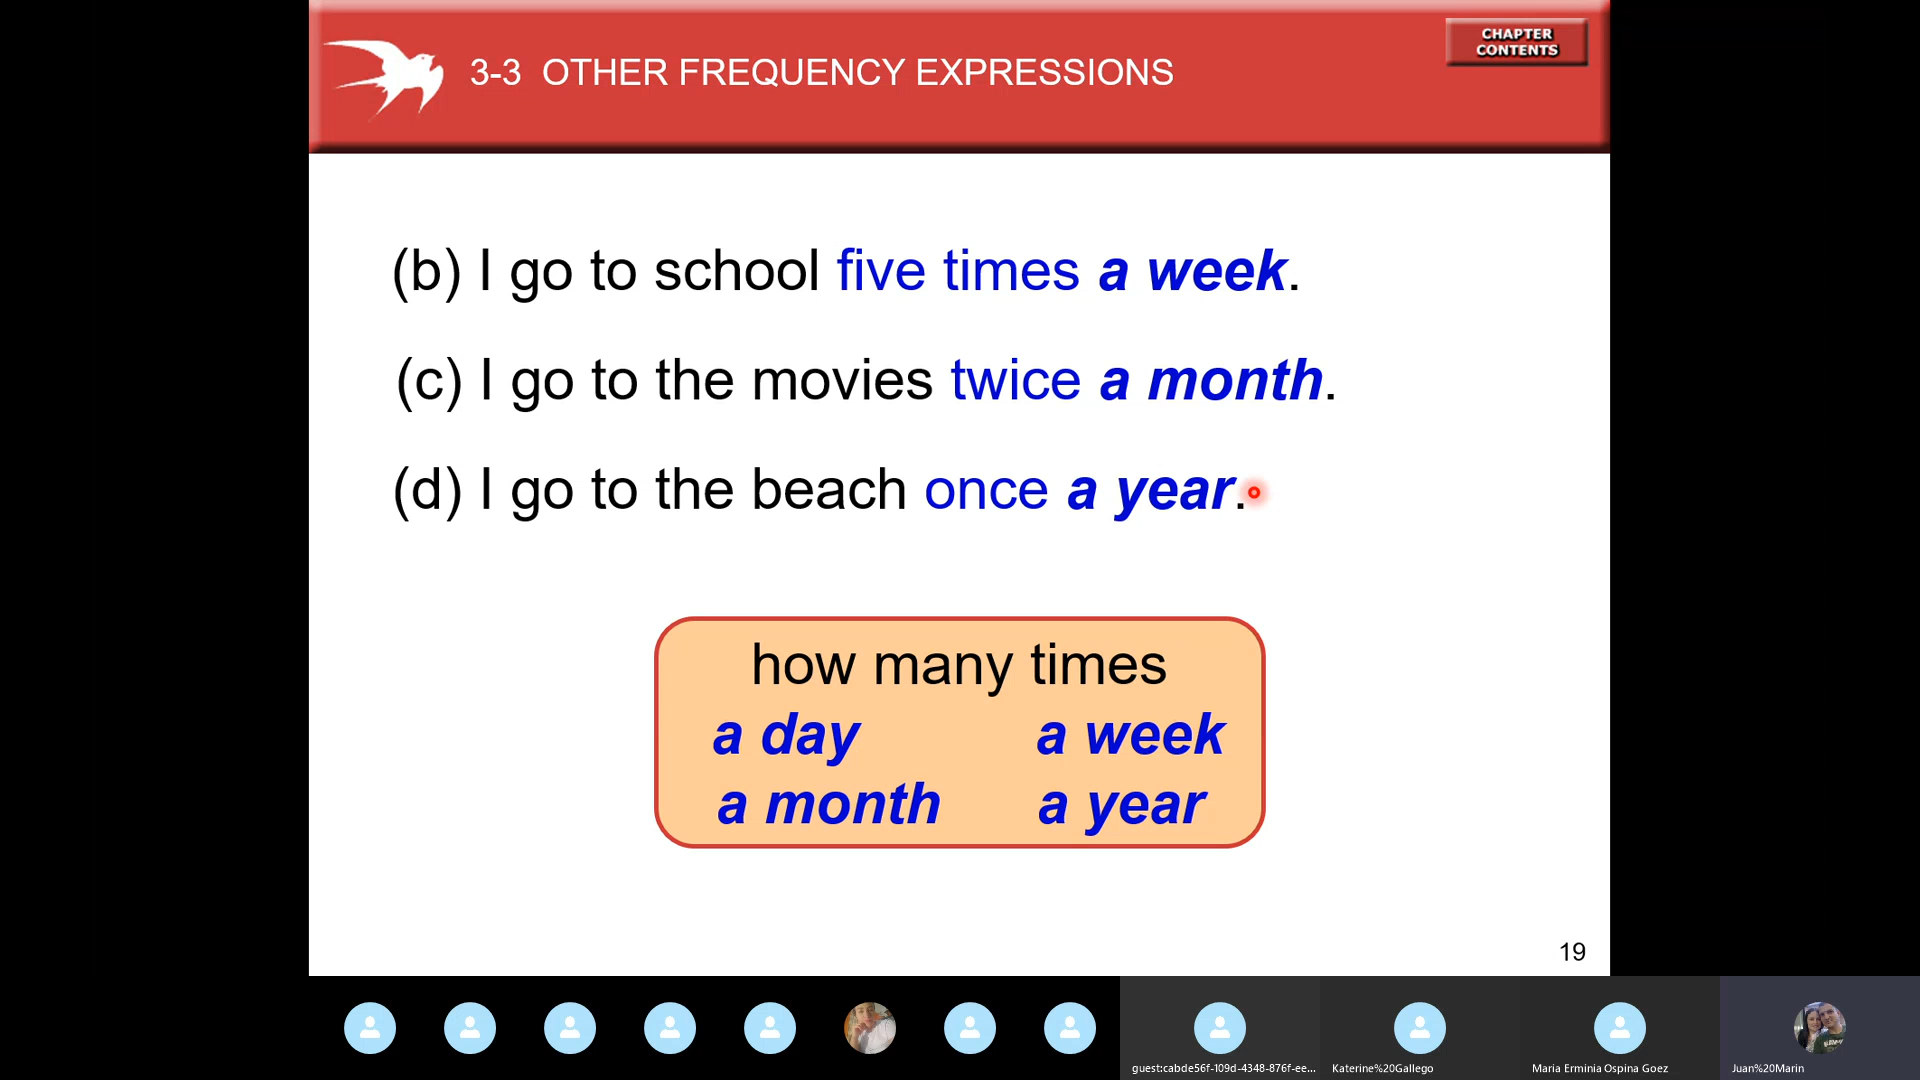 3-3 OTHER FREQUENCY EXPRESSIONS
CHAPTER
CONTENTS
(b) I go to school five times a week.
(c) I go to the movies twice a month.
(d) I go to the beach once a year.
how many times
a day a week
a month a year
19
guest:cabde56f-109d-4348-876f-ee...
Katerine%20Gallego
Maria Erminia Ospina Goez
Juan%20Marin